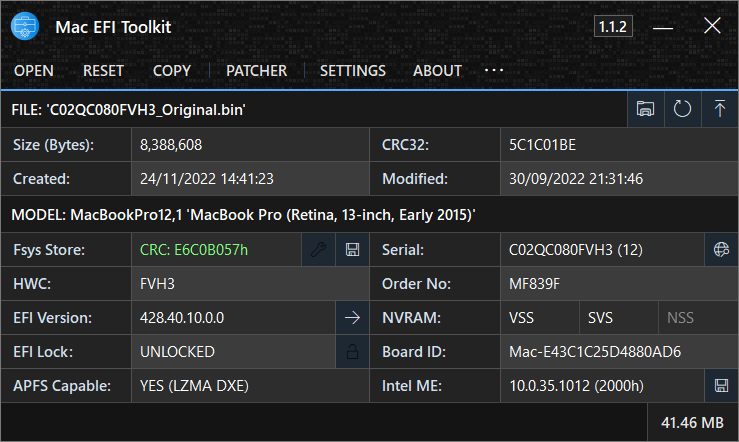 Mac EFI Toolkit 1.1.2
OPEN RESET COPY PATCHER SETTINGS ABOUT ···
FILE: 'C02QC080FVH3_Original.bin'
Size (Bytes): 8,388,608 CRC32: 5C1C01BE
Created: 24/11/2022 14:41:23 Modified: 30/09/2022 21:31:46
MODEL: MacBookPro12,1 'MacBook Pro (Retina, 13-inch, Early 2015)'
Fsys Store: CRC: E6C0B057h Serial: C02QC080FVH3 (12)
HWC: FVH3 Order No: MF839F
EFI Version: 428.40.10.0.0 NVRAM: VSS SVS NSS
EFI Lock: UNLOCKED Board ID: Mac-E43C1C25D4880AD6
APFS Capable: YES (LZMA DXE) Intel ME: 10.0.35.1012 (2000h)
41.46 MB